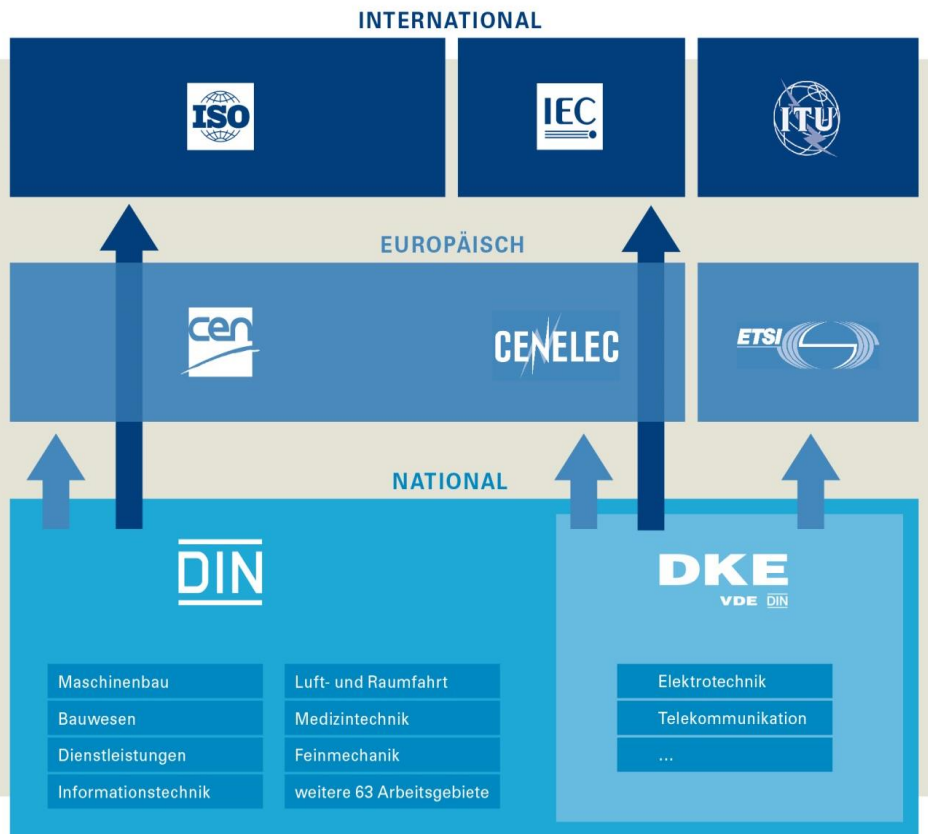 INTERNATIONAL
ISO
IEC
ITU
EUROPÄISCH
cen
CENELEC
ETSI
NATIONAL
DIN
DKE
VDE DIN
Maschinenbau
Bauwesen
Dienstleistungen
Informationstechnik
Luft- und Raumfahrt
Medizintechnik
Feinmechanik
weitere 63 Arbeitsgebiete
Elektrotechnik
Telekommunikation
...